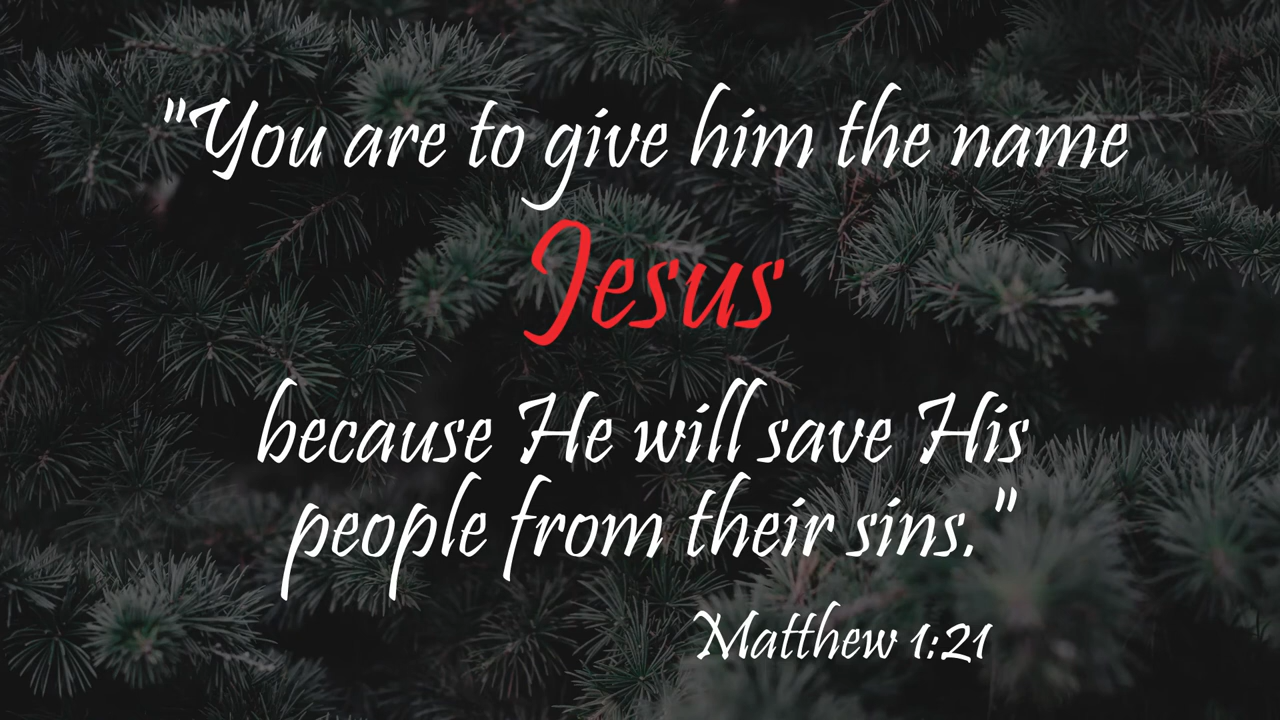 "You are to give him the name
Jesus
because He will save His
people from their sins."
Matthew 1:21